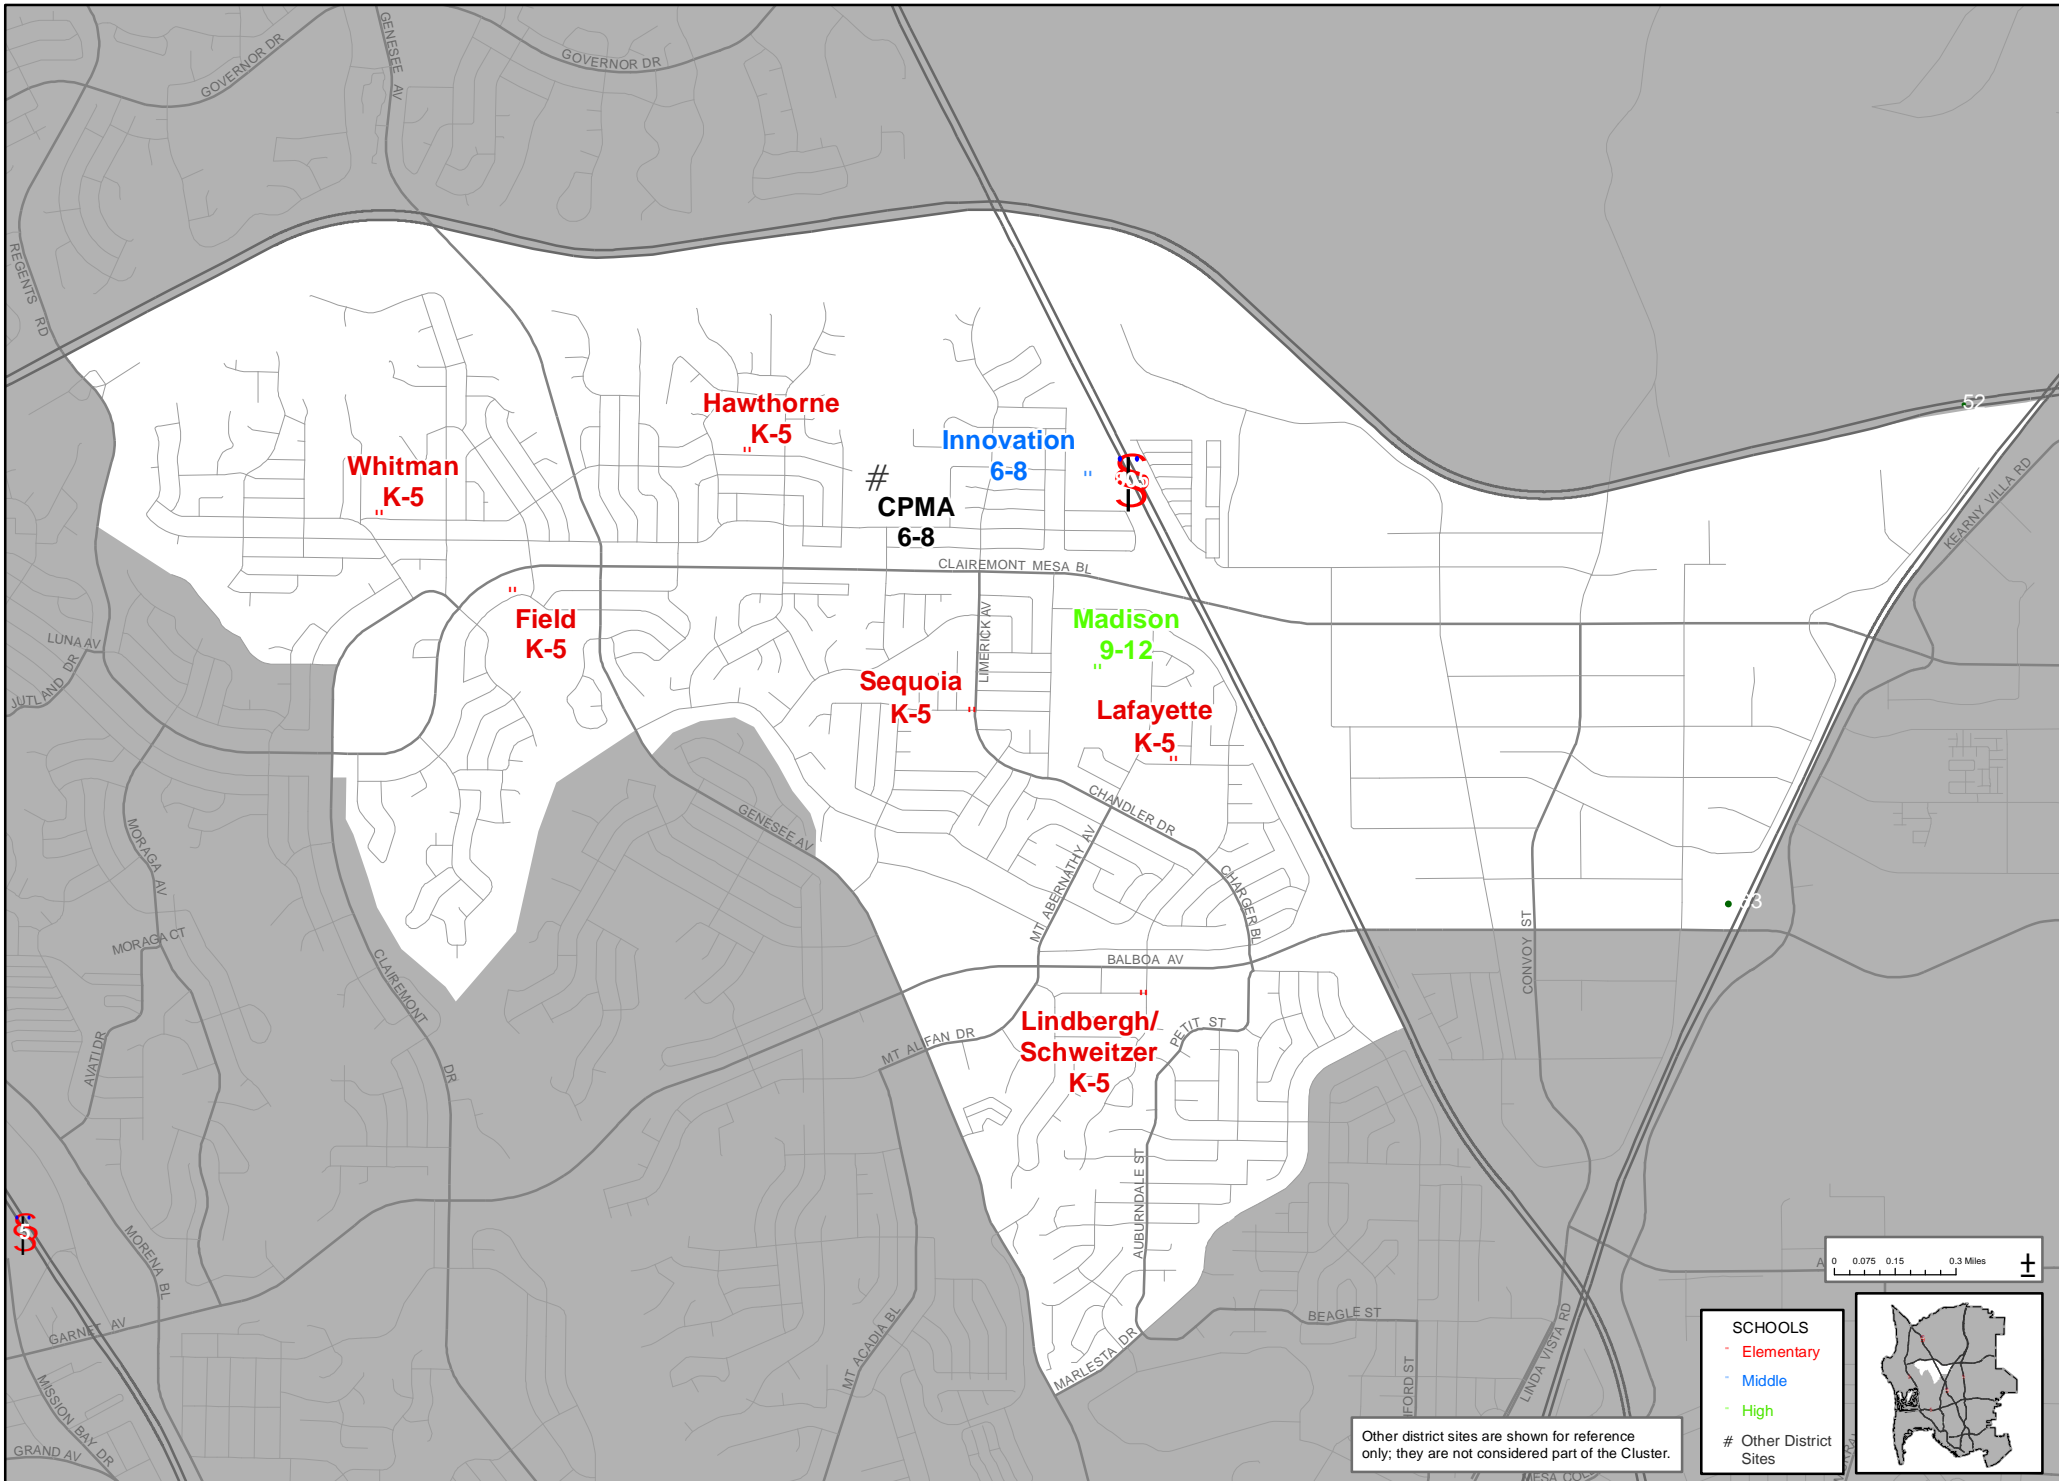 GOVERNOR DR
GENESEE AV
GOVERNOR DR
REGENTS RD
52
KEARNY VILLA RD
Hawthorne
K-5
Innovation
6-8
Whitman
K-5
#
CPMA
6-8
CLAIREMONT MESA BL
LIMERICK AV
Field
K-5
Madison
9-12
LUNA AV
JUTLAND DR
Sequoia
K-5
Lafayette
K-5
CHANDLER DR
GENESEE AV
MORAGA AV
MT ABERNATHY AV
CHARGER BL
CONVOY ST
MORAGA CT
CLAIREMONT
DR
BALBOA AV
AVATI DR
MT ALIFAN DR
PETIT ST
Lindbergh/
Schweitzer
K-5
AUBURNDALE ST
5
MORENA BL
GARNET AV
MT ACADIA BL
MARLESTA DR
BEAGLE ST
LINDA VISTA RD
MISSION BAY DR
GRAND AV
0 0.075 0.15 0.3 Miles
SCHOOLS
Elementary
Middle
High
# Other District
Sites
Other district sites are shown for reference
only; they are not considered part of the Cluster.